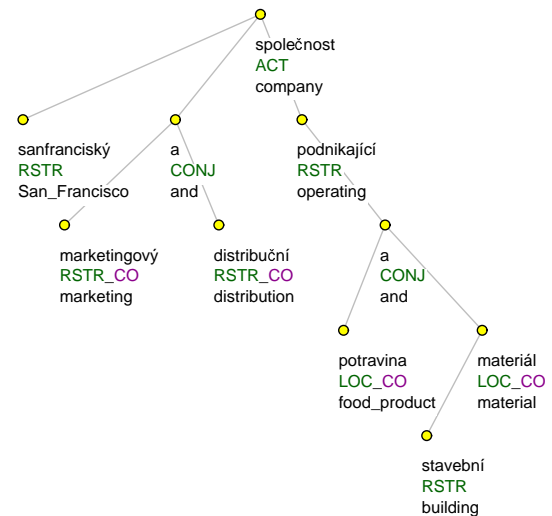 společnost
ACT
company
sanfranciský
RSTR
San_Francisco
a
CONJ
and
podnikající
RSTR
operating
marketingový
RSTR_CO
marketing
distribuční
RSTR_CO
distribution
a
CONJ
and
potravina
LOC_CO
food_product
materiál
LOC_CO
material
stavební
RSTR
building